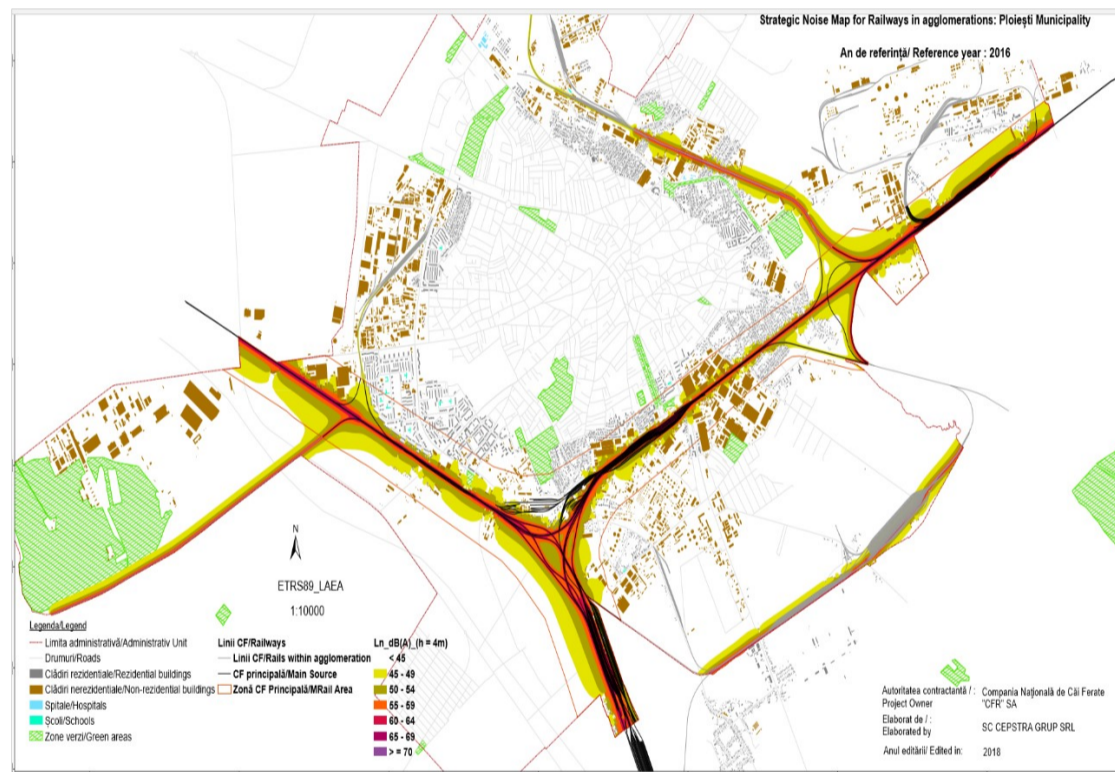 Strategic Noise Map for Railways in agglomerations: Ploiești Municipality
An de referință/ Reference year : 2016
N
ETRS89_LAEA
1:10000
Legenda/Legend
Limita administrativă/Administrativ Unit
Drumuri/Roads
Clădiri rezidentiale/Rezidential buildings
Clădiri nerezidentiale/Non-rezidential buildings
Spitale/Hospitals
Școli/Schools
Zone verzi/Green areas
Linii CF/Railways
Linii CF/Rails within agglomeration
CF principală/Main Source
Zonă CF Principală/MRail Area
Ln_dB(A)_(h = 4m)
< 45
45 - 49
50 - 54
55 - 59
60 - 64
65 - 69
> = 70
Autoritatea contractantă / : Compania Națională de Căi Ferate
Project Owner "CFR" SA
Elaborat de / :
Elaborated by SC CEPSTRA GRUP SRL
Anul editării/ Edited in: 2018